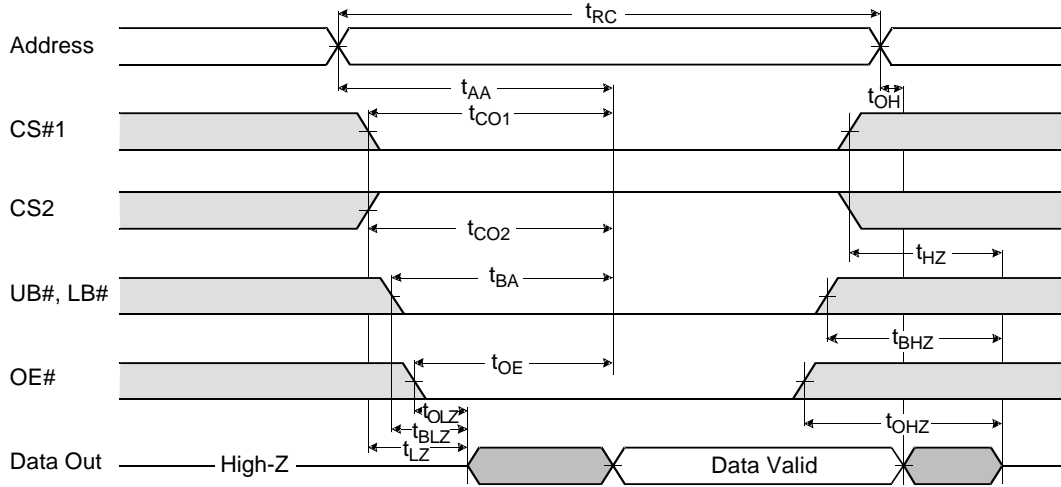 tRC
Address
tAA
tOH
tCO1
CS#1
CS2
tCO2
tHZ
tBA
UB#, LB#
tBHZ
tOE
OE#
tOLZ
tOHZ
tBLZ
tLZ
Data Out
High-Z
Data Valid